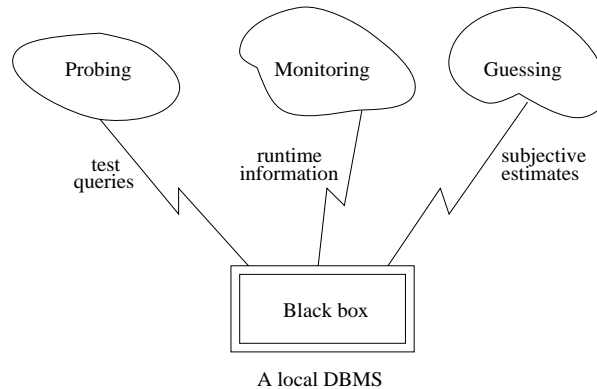 Probing
Monitoring
Guessing
test
queries
runtime
information
subjective
estimates
Black box
A local DBMS